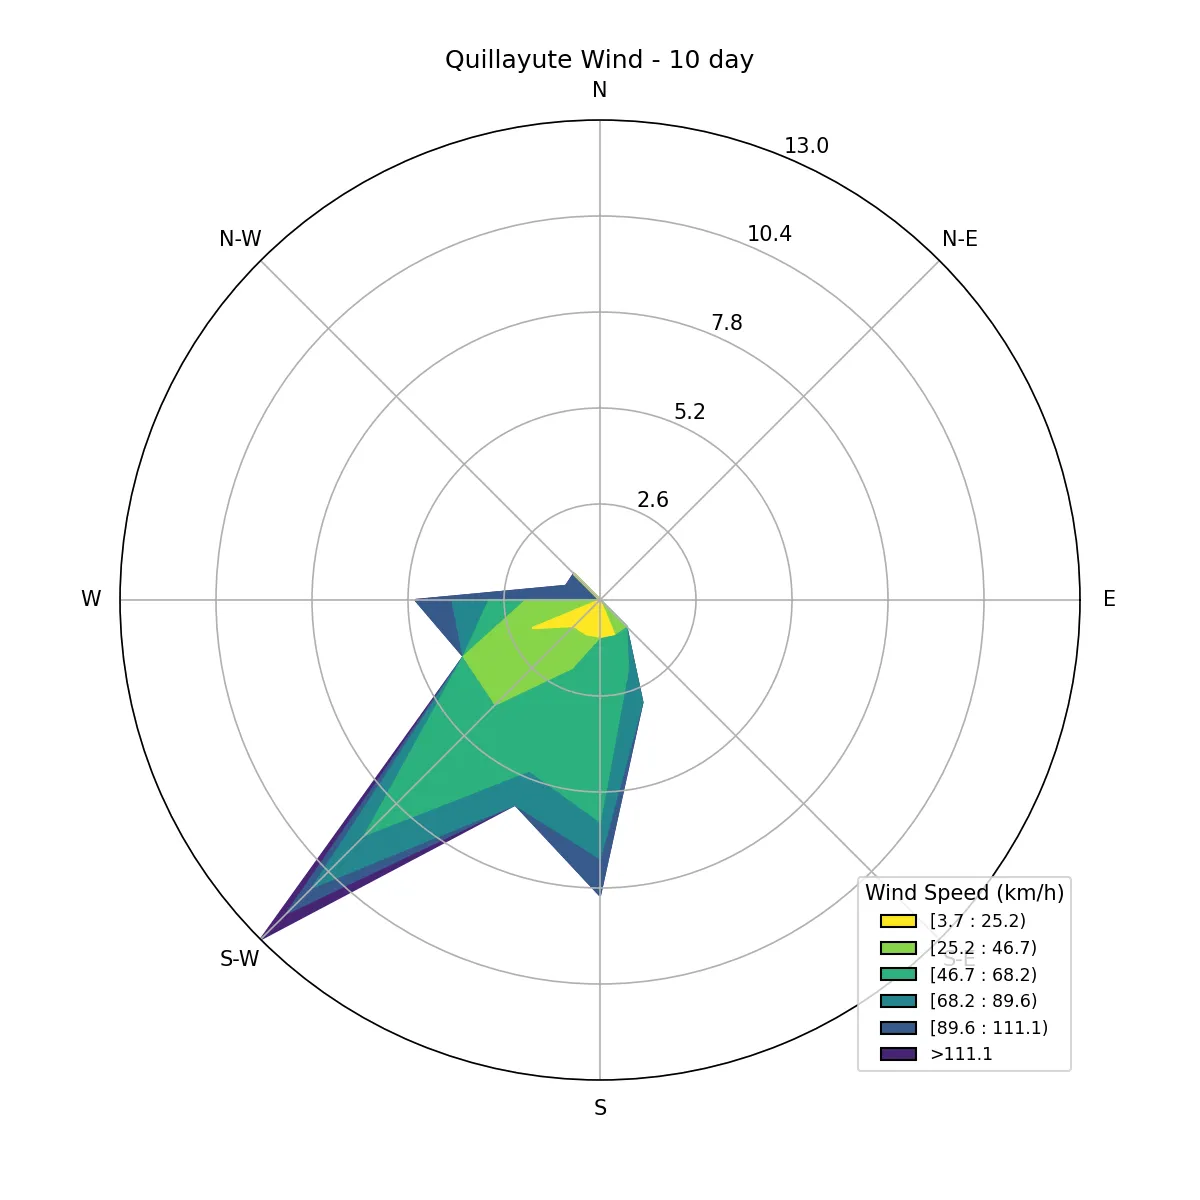 Quillayute Wind - 10 day
N
13.0
N-W
10.4
N-E
7.8
5.2
2.6
W
E
S-W
S-E
Wind Speed (km/h)
[3.7 : 25.2)
[25.2 : 46.7)
[46.7 : 68.2)
[68.2 : 89.6)
[89.6 : 111.1)
>111.1
S